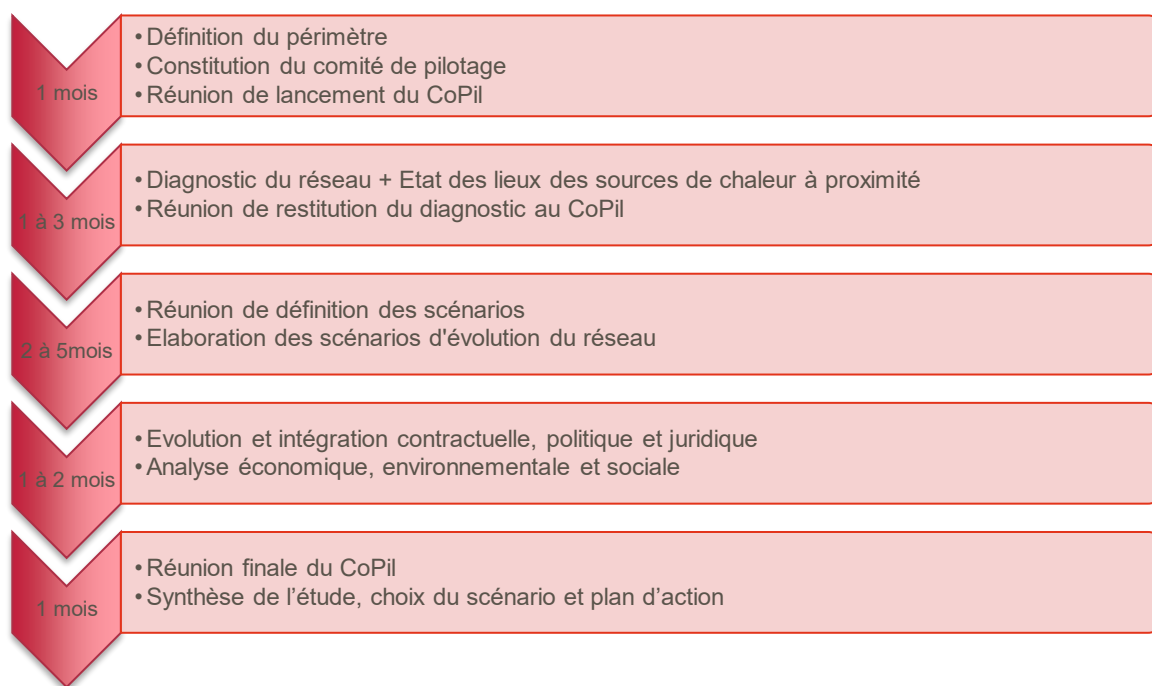 1 mois
• Définition du périmètre
• Constitution du comité de pilotage
• Réunion de lancement du CoPil
1 à 3 mois
• Diagnostic du réseau + Etat des lieux des sources de chaleur à proximité
• Réunion de restitution du diagnostic au CoPil
2 à 5mois
• Réunion de définition des scénarios
• Elaboration des scénarios d'évolution du réseau
1 à 2 mois
• Evolution et intégration contractuelle, politique et juridique
• Analyse économique, environnementale et sociale
1 mois
• Réunion finale du CoPil
• Synthèse de l’étude, choix du scénario et plan d’action